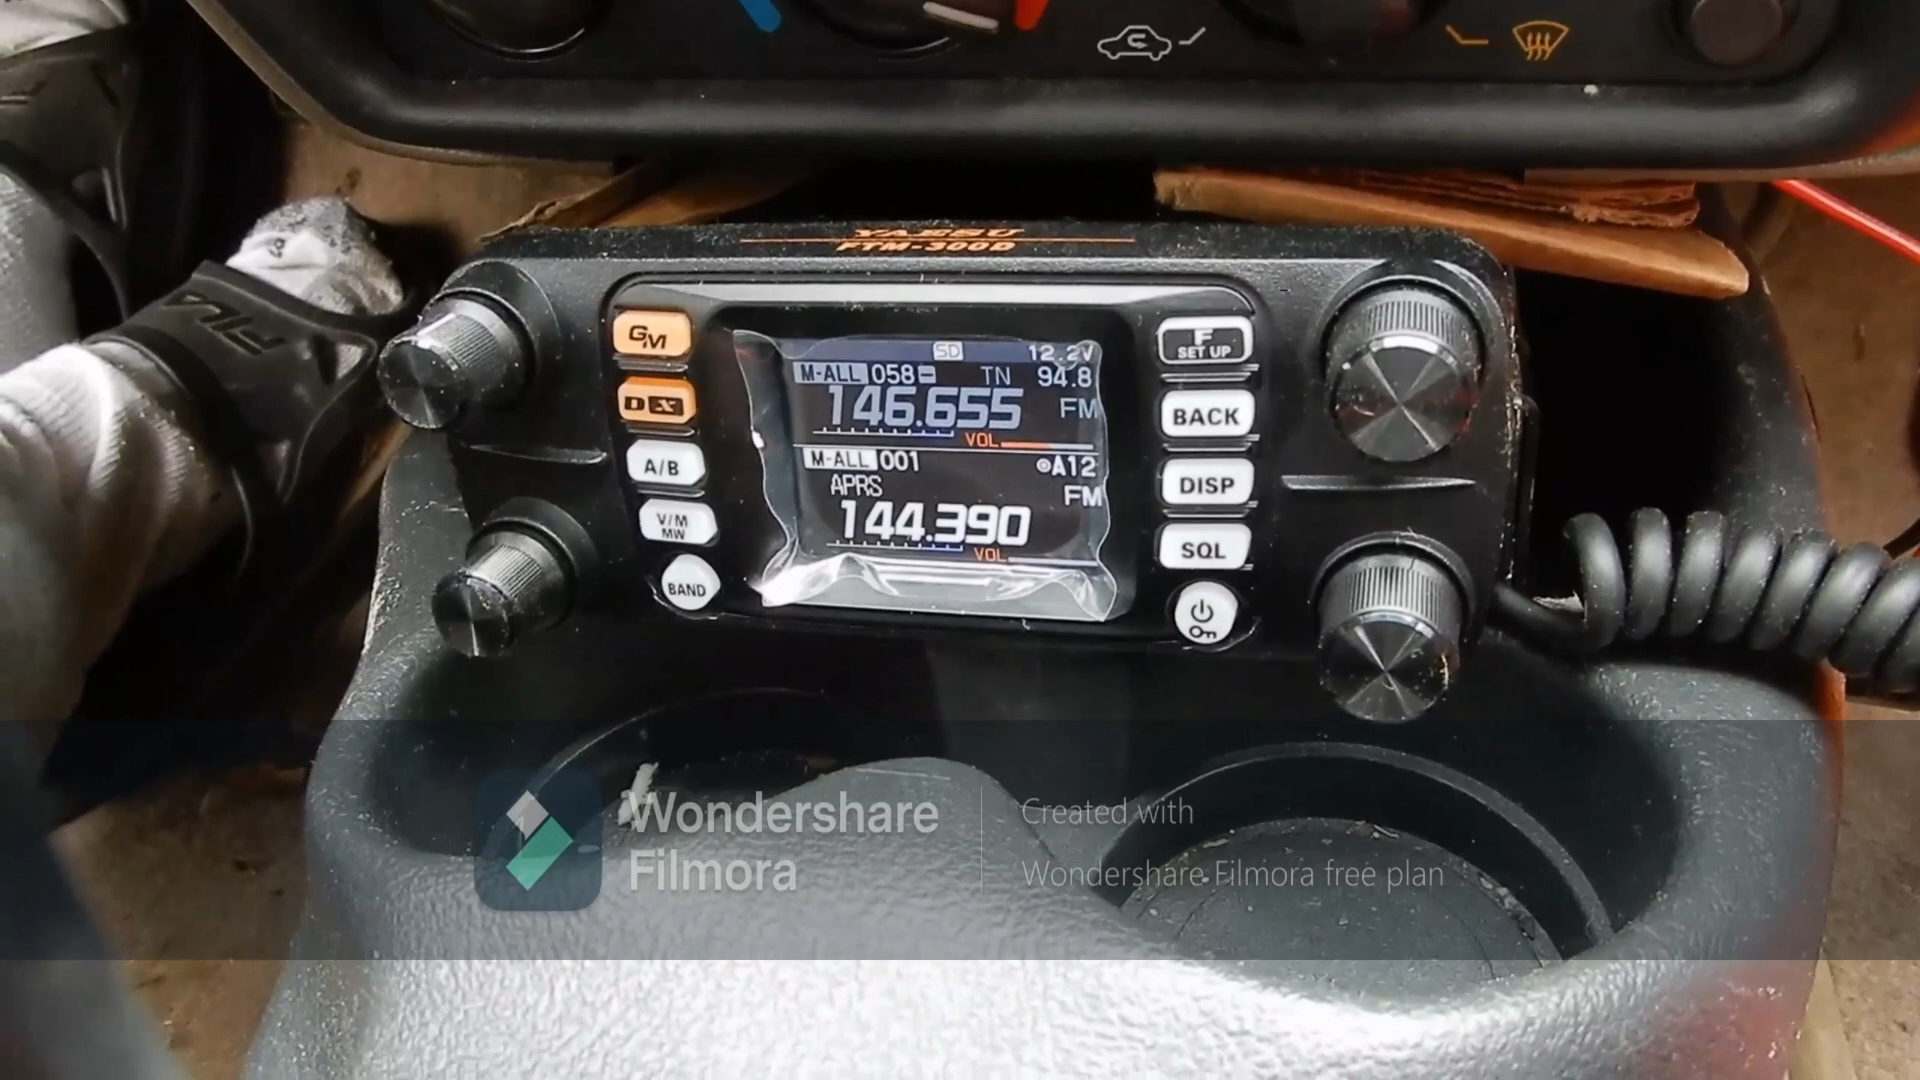 YAESU
FTM-300D
GM
DX
A/B
V/M
MW
BAND
SD 12.2V
M-ALL 058 - TN 94.8
146.655 FM
VOL
M-ALL 001 A12
APRS FM
144.390
VOL
F
SET UP
BACK
DISP
SQL
FILA
Wondershare
Filmora
Created with
Wondershare Filmora free plan